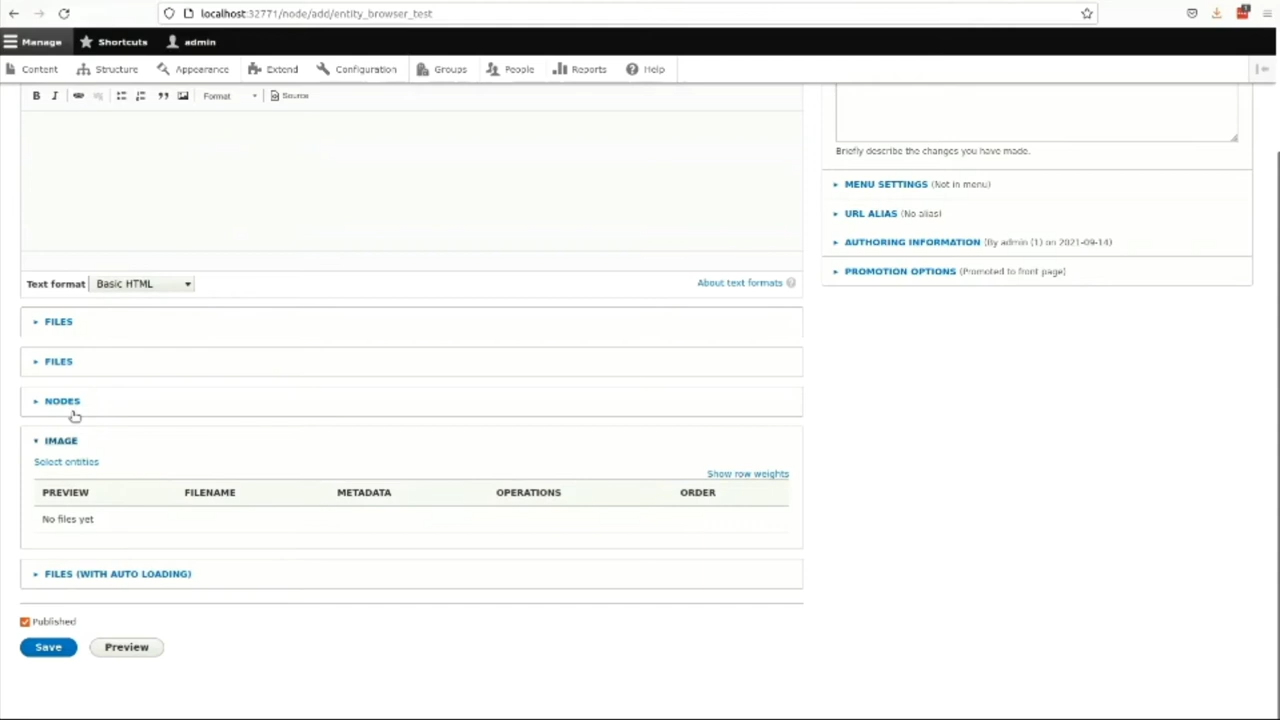 localhost:32771/node/add/entity_browser_test
Manage Shortcuts admin
Content Structure Appearance Extend Configuration Groups People Reports Help
B I Format Source
Briefly describe the changes you have made.
MENU SETTINGS (Not in menu)
URL ALIAS (No alias)
AUTHORING INFORMATION (By admin (1) on 2021-09-14)
PROMOTION OPTIONS (Promoted to front page)
Text format Basic HTML About text formats ?
FILES
FILES
NODES
IMAGE
Select entities
Show row weights
PREVIEW FILENAME METADATA OPERATIONS ORDER
No files yet
FILES (WITH AUTO LOADING)
Published
Save Preview